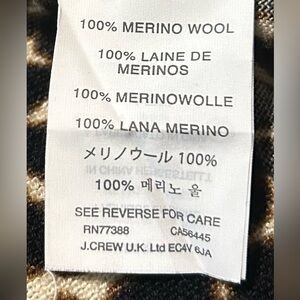 100% MERINO WOOL
100% LAINE DE
MERINOS
100% MERINOWOLLE
100% LANA MERINO
メリノウール 100%
100% 메리노 울
SEE REVERSE FOR CARE
RN77388 CAS6445
J.CREW U.K. Ltd EC4V 6JA